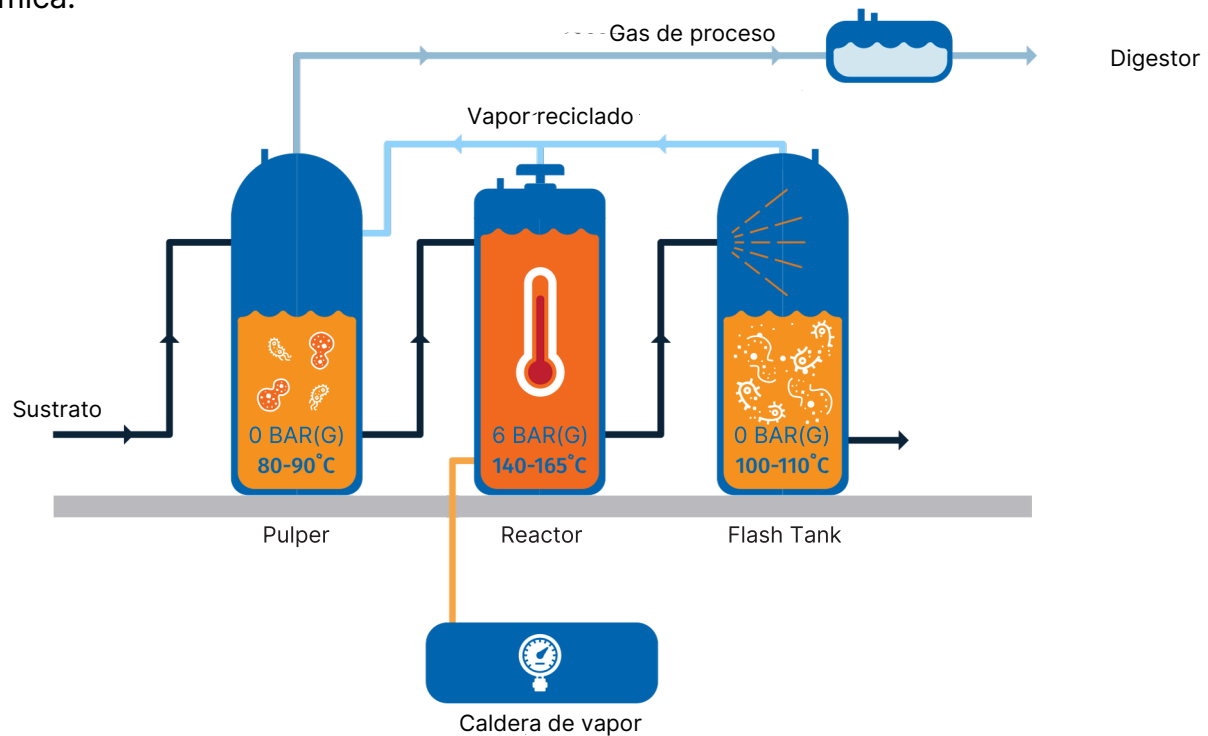 mica.
Gas de proceso
Digestor
Vapor reciclado
Sustrato
0 BAR(G)
80-90°C
6 BAR(G)
140-165°C
0 BAR(G)
100-110°C
Pulper
Reactor
Flash Tank
Caldera de vapor